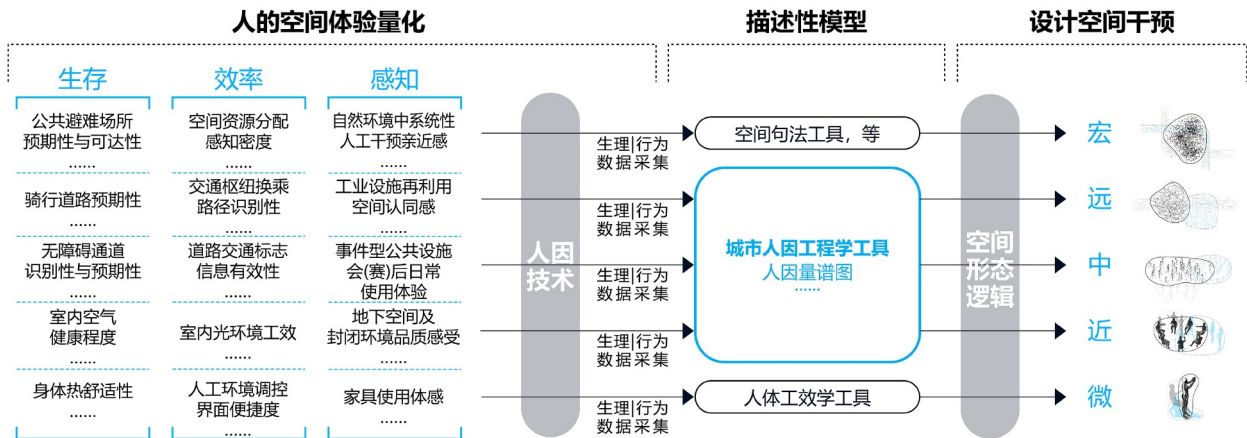 人的空间体验量化
描述性模型
设计空间干预
生存
效率
感知
公共避难场所
预期性与可达性
......
空间资源分配
感知密度
......
自然环境中系统性
人工干预亲近感
......
生理|行为
数据采集
空间句法工具，等
宏
骑行道路预期性
......
交通枢纽换乘
路径识别性
......
工业设施再利用
空间认同感
......
生理|行为
数据采集
远
无障碍通道
识别性与预期性
......
道路交通标志
信息有效性
......
事件型公共设施
会(赛)后日常
使用体验
人因
技术
生理|行为
数据采集
城市人因工程学工具
人因量谱图
......
空间
形态
逻辑
中
室内空气
健康程度
......
室内光环境工效
......
地下空间及
封闭环境品质感受
......
生理|行为
数据采集
近
身体热舒适性
......
人工环境调控
界面便捷度
......
家具使用体感
......
生理|行为
数据采集
人体工效学工具
微